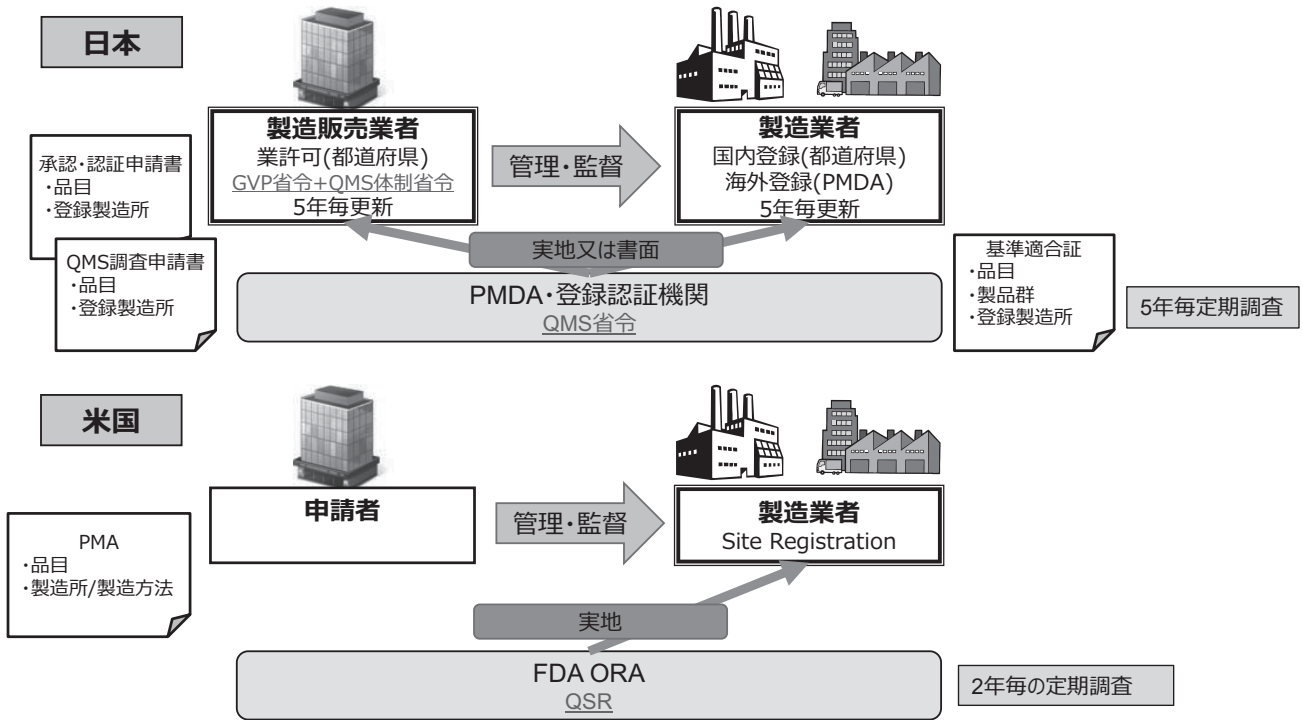 日本
製造販売業者
業許可(都道府県)
GVP省令+QMS体制省令
5年毎更新
管理・監督
製造業者
国内登録(都道府県)
海外登録(PMDA)
5年毎更新
承認・認証申請書
・品目
・登録製造所
QMS調査申請書
・品目
・登録製造所
実地又は書面
PMDA・登録認証機関
QMS省令
基準適合証
・品目
・製品群
・登録製造所
5年毎定期調査
米国
申請者
管理・監督
製造業者
Site Registration
PMA
・品目
・製造所/製造方法
実地
FDA ORA
QSR
2年毎の定期調査